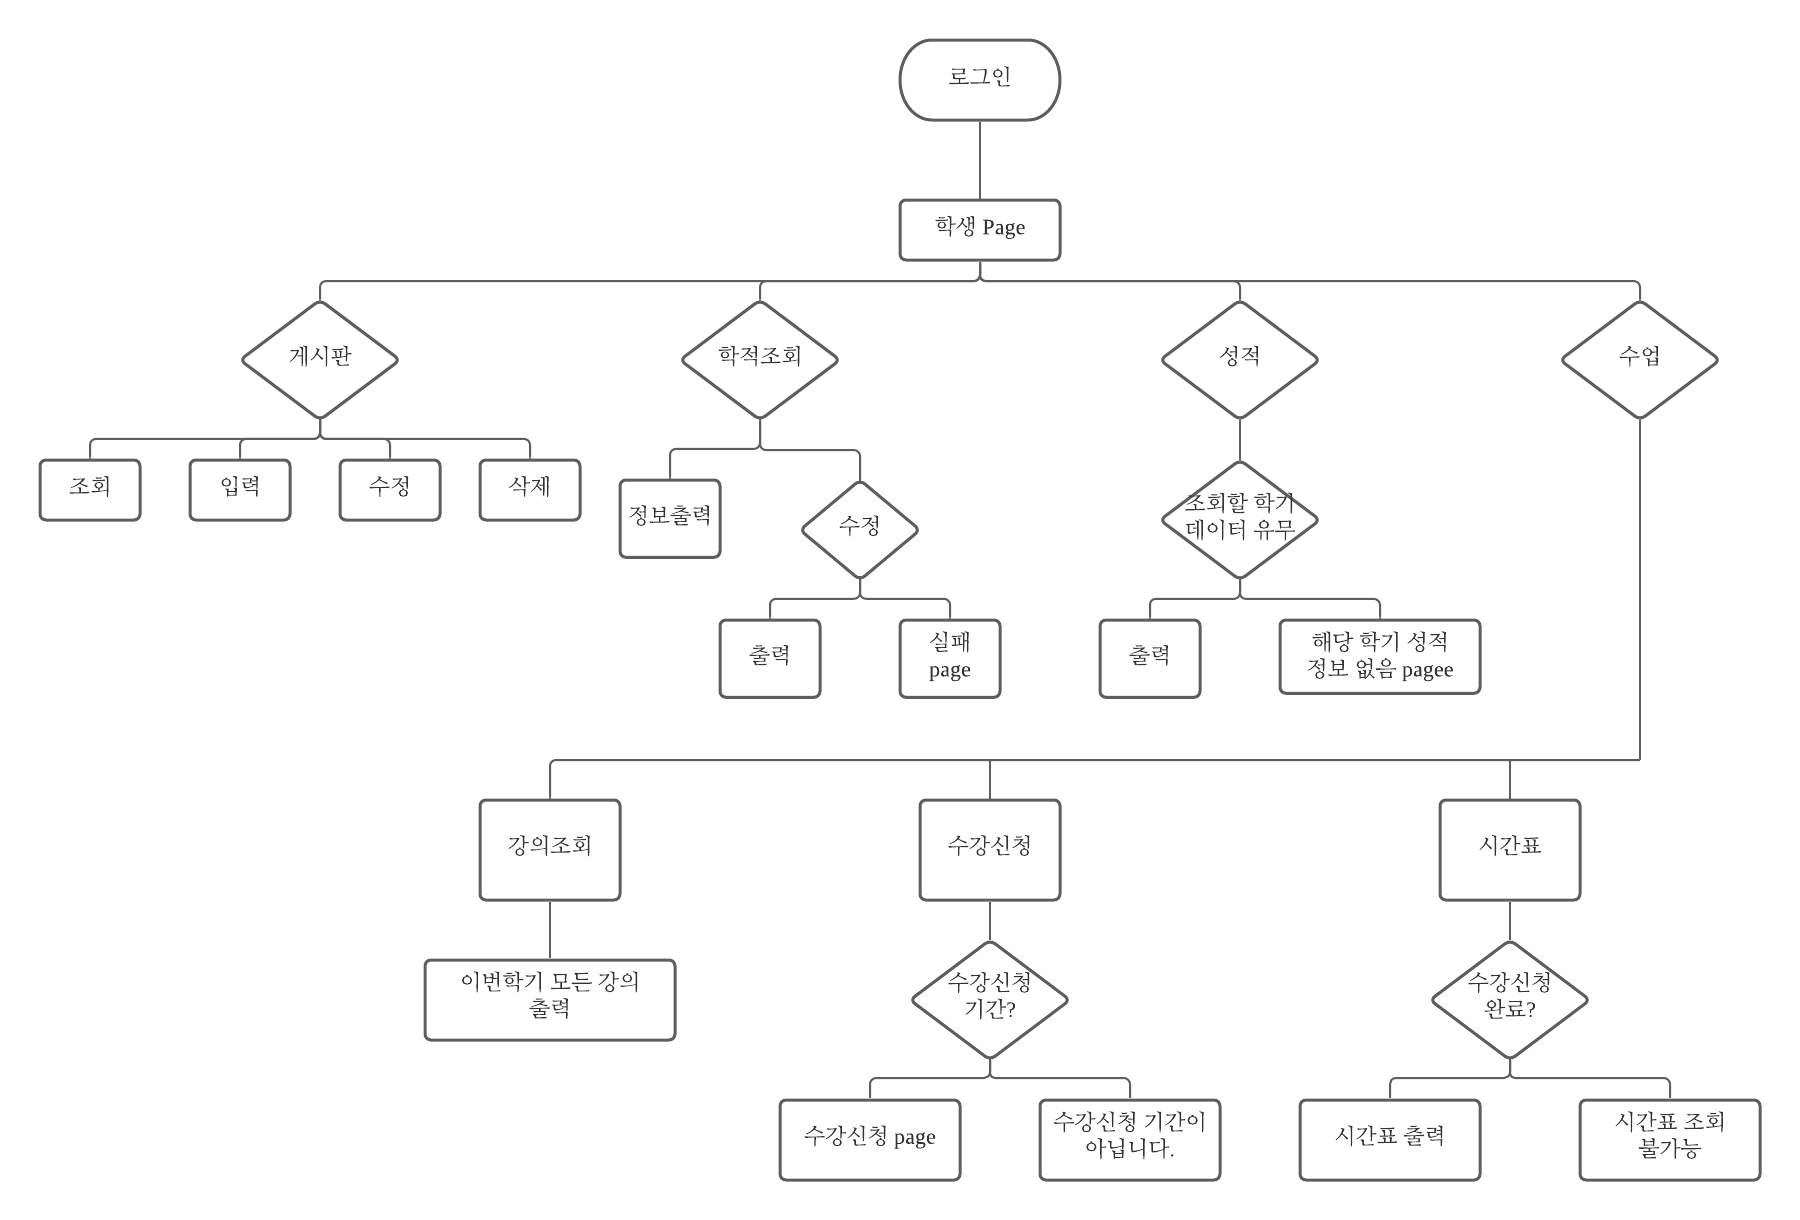 로그인
학생 Page
게시판
학적조회
성적
수업
조회
입력
수정
삭제
정보출력
수정
조회할 학기
데이터 유무
출력
실패
page
출력
해당 학기 성적
정보 없음 pagee
강의조회
수강신청
시간표
이번학기 모든 강의
출력
수강신청
기간?
수강신청
완료?
수강신청 page
수강신청 기간이
아닙니다.
시간표 출력
시간표 조회
불가능